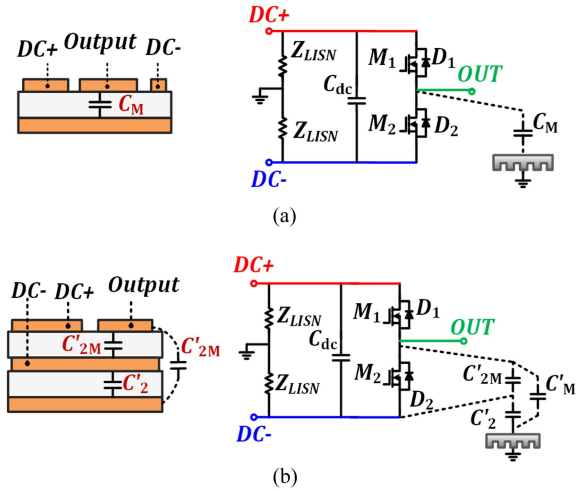 DC+ Output DC-
C_M
DC+
Z_LISN
C_dc
M_1 D_1
OUT
Z_LISN
M_2 D_2
C_M
DC-
(a)
DC- DC+ Output
C'_2M
C'_2M
C'_2
DC+
Z_LISN
C_dc
M_1 D_1
OUT
Z_LISN
M_2
D_2
C'_2M
C'_M
C'_2
DC-
(b)